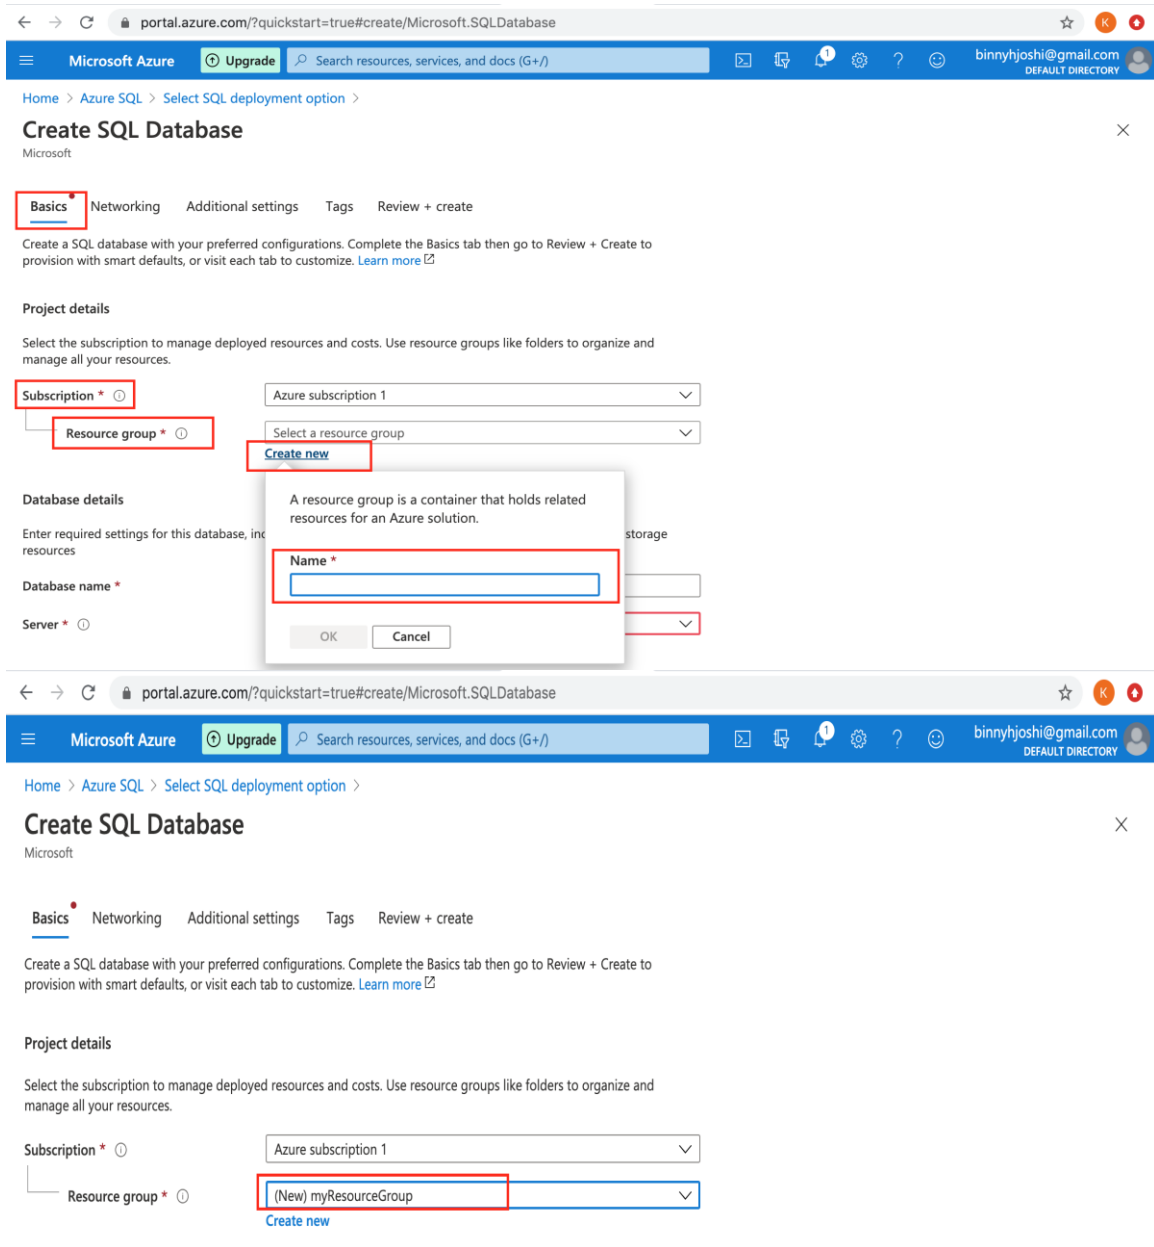 portal.azure.com/?quickstart=true#create/Microsoft.SQLDatabase
K
Microsoft Azure
Upgrade
Search resources, services, and docs (G+/)
1
?
binnyhjoshi@gmail.com
DEFAULT DIRECTORY
Home > Azure SQL > Select SQL deployment option >
Create SQL Database
Microsoft
Basics Networking Additional settings Tags Review + create
Create a SQL database with your preferred configurations. Complete the Basics tab then go to Review + Create to
provision with smart defaults, or visit each tab to customize. Learn more
Project details
Select the subscription to manage deployed resources and costs. Use resource groups like folders to organize and
manage all your resources.
Subscription *
Azure subscription 1
Resource group *
Select a resource group
Create new
A resource group is a container that holds related
resources for an Azure solution.
Name *
OK
Cancel
Database details
Enter required settings for this database, inc
storage
resources
Database name *
Server *
portal.azure.com/?quickstart=true#create/Microsoft.SQLDatabase
K
Microsoft Azure
Upgrade
Search resources, services, and docs (G+/)
1
?
binnyhjoshi@gmail.com
DEFAULT DIRECTORY
Home > Azure SQL > Select SQL deployment option >
Create SQL Database
Microsoft
Basics Networking Additional settings Tags Review + create
Create a SQL database with your preferred configurations. Complete the Basics tab then go to Review + Create to
provision with smart defaults, or visit each tab to customize. Learn more
Project details
Select the subscription to manage deployed resources and costs. Use resource groups like folders to organize and
manage all your resources.
Subscription *
Azure subscription 1
Resource group *
(New) myResourceGroup
Create new